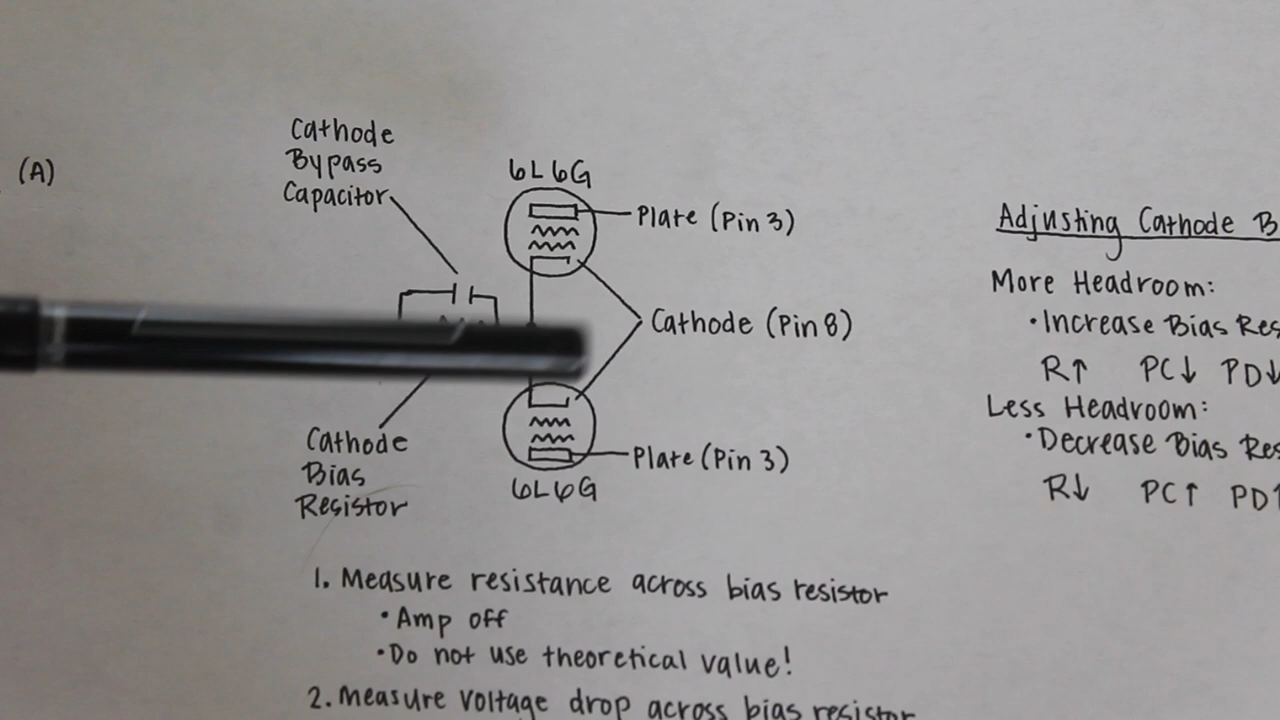 (A)
Cathode
Bypass
Capacitor
6L6G
Plate (Pin 3)
Cathode (Pin 8)
Cathode
Bias
Resistor
Plate (Pin 3)
6L6G
1. Measure resistance across bias resistor
•Amp off
•Do not use theoretical value!
2. Measure voltage drop across bias resistor
Adjusting Cathode B
More Headroom:
•Increase Bias Res
R↑ PC↓ PD↓
Less Headroom:
•Decrease Bias Res
R↓ PC↑ PD↑